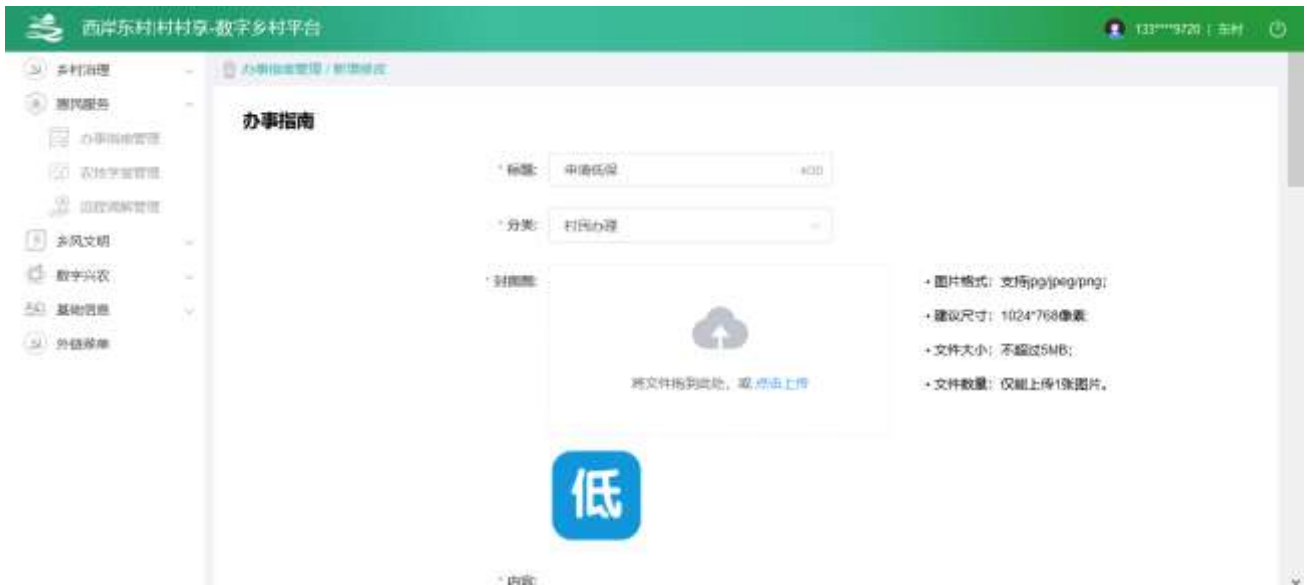 西岸东村|村村享-数字乡村平台
133****9720 | 东村
乡村治理
惠民服务
办事指南管理
农技学堂管理
远程调解管理
乡风文明
数字兴农
基础信息
外链菜单
办事指南管理 / 新增修改
办事指南
* 标题: 申请低保 4/30
* 分类: 村民办理
* 封面图:
将文件拖到此处，或 点击上传
• 图片格式：支持jpg/jpeg/png;
• 建议尺寸：1024*768像素
• 文件大小：不超过5MB;
• 文件数量：仅能上传1张图片。
低
* 内容: